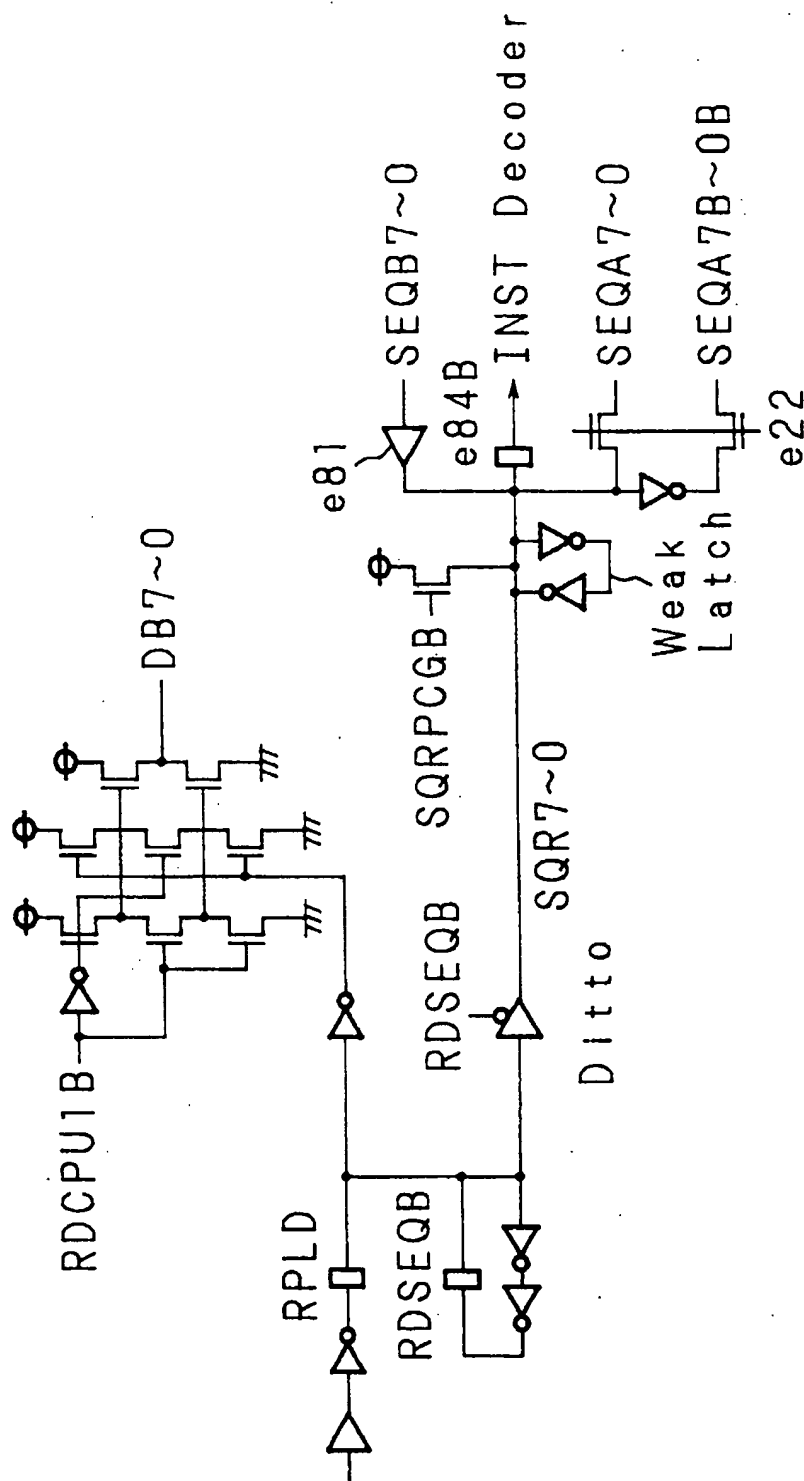 RDCPU1B
DB7~0
RPLD
RDSEQB
RDSEQB
Ditto
SQRPCGB
SQR7~0
e81
SEQB7~0
e84B
INST Decoder
Weak
Latch
SEQA7~0
SEQA7B~0B
e22